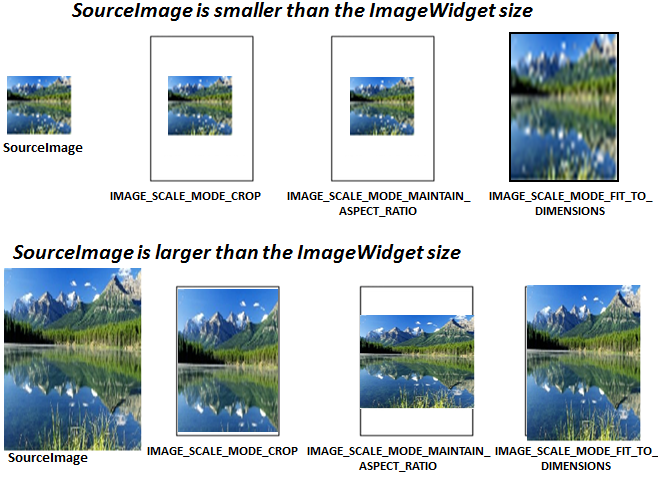 SourceImage is smaller than the ImageWidget size
SourceImage
IMAGE_SCALE_MODE_CROP
IMAGE_SCALE_MODE_MAINTAIN_
ASPECT_RATIO
IMAGE_SCALE_MODE_FIT_TO_
DIMENSIONS
SourceImage is larger than the ImageWidget size
SourceImage
IMAGE_SCALE_MODE_CROP
IMAGE_SCALE_MODE_MAINTAIN_
ASPECT_RATIO
IMAGE_SCALE_MODE_FIT_TO_
DIMENSIONS